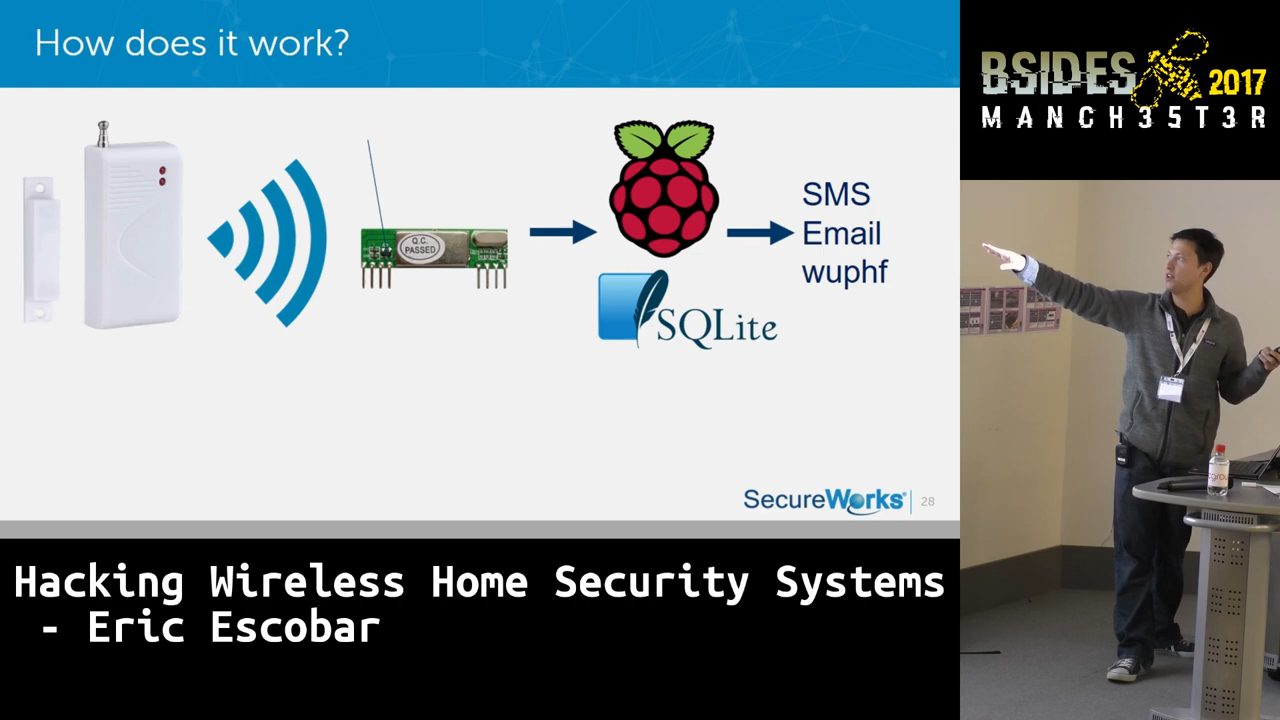 How does it work?
Q.C.
PASSED
SMS
Email
wuphf
SQLite
SecureWorks®
28
BSIDES 2017
MANCH35T3R
Hacking Wireless Home Security Systems
- Eric Escobar